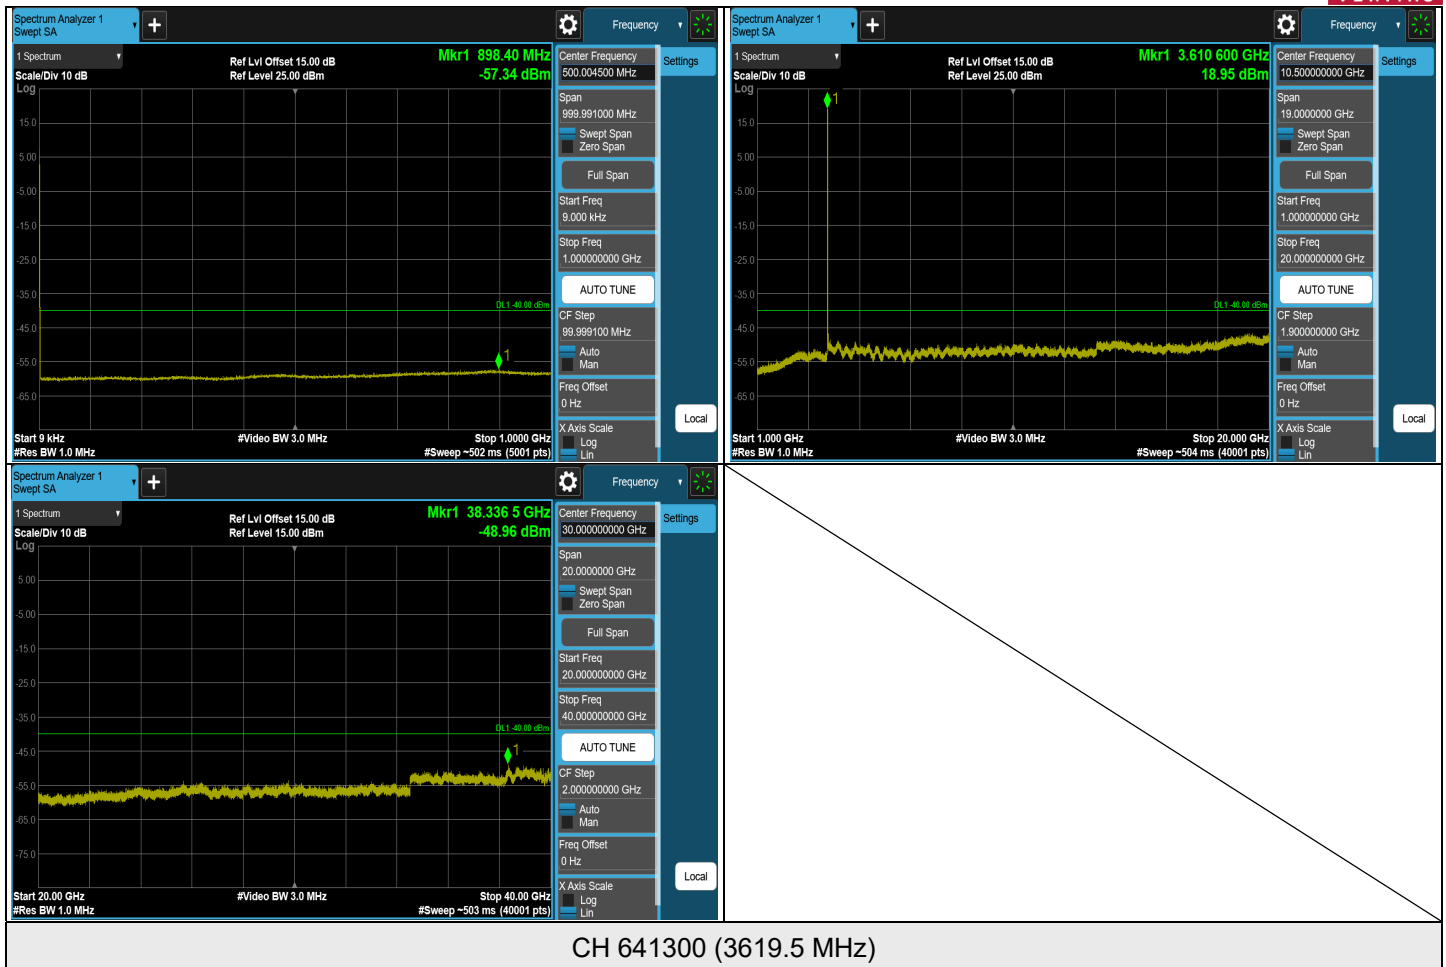 Spectrum Analyzer 1
Swept SA
+
Frequency
1 Spectrum
Scale/Div 10 dB
Log
Ref Lvl Offset 15.00 dB
Ref Level 25.00 dBm
Mkr1 898.40 MHz
-57.34 dBm
15.0
5.00
-5.00
-15.0
-25.0
-35.0
-45.0
-55.0
-65.0
DL1 -40.00 dBm
1
Start 9 kHz
#Res BW 1.0 MHz
#Video BW 3.0 MHz
Stop 1.0000 GHz
#Sweep ~502 ms (5001 pts)
Center Frequency
500.004500 MHz
Span
999.991000 MHz
Swept Span
Zero Span
Full Span
Start Freq
9.000 kHz
Stop Freq
1.000000000 GHz
AUTO TUNE
CF Step
99.999100 MHz
Auto
Man
Freq Offset
0 Hz
X Axis Scale
Log
Lin
Settings
Local
Spectrum Analyzer 1
Swept SA
+
Frequency
1 Spectrum
Scale/Div 10 dB
Log
Ref Lvl Offset 15.00 dB
Ref Level 25.00 dBm
Mkr1 3.610 600 GHz
18.95 dBm
15.0
5.00
-5.00
-15.0
-25.0
-35.0
-45.0
-55.0
-65.0
DL1 -40.00 dBm
1
Start 1.000 GHz
#Res BW 1.0 MHz
#Video BW 3.0 MHz
Stop 20.000 GHz
#Sweep ~504 ms (40001 pts)
Center Frequency
10.500000000 GHz
Span
19.0000000 GHz
Swept Span
Zero Span
Full Span
Start Freq
1.000000000 GHz
Stop Freq
20.000000000 GHz
AUTO TUNE
CF Step
1.900000000 GHz
Auto
Man
Freq Offset
0 Hz
X Axis Scale
Log
Lin
Settings
Local
Spectrum Analyzer 1
Swept SA
+
Frequency
1 Spectrum
Scale/Div 10 dB
Log
Ref Lvl Offset 15.00 dB
Ref Level 15.00 dBm
Mkr1 38.336 5 GHz
-48.96 dBm
5.00
-5.00
-15.0
-25.0
-35.0
-45.0
-55.0
-65.0
-75.0
DL1 -40.00 dBm
1
Start 20.00 GHz
#Res BW 1.0 MHz
#Video BW 3.0 MHz
Stop 40.00 GHz
#Sweep ~503 ms (40001 pts)
Center Frequency
30.000000000 GHz
Span
20.0000000 GHz
Swept Span
Zero Span
Full Span
Start Freq
20.000000000 GHz
Stop Freq
40.000000000 GHz
AUTO TUNE
CF Step
2.000000000 GHz
Auto
Man
Freq Offset
0 Hz
X Axis Scale
Log
Lin
Settings
Local
CH 641300 (3619.5 MHz)